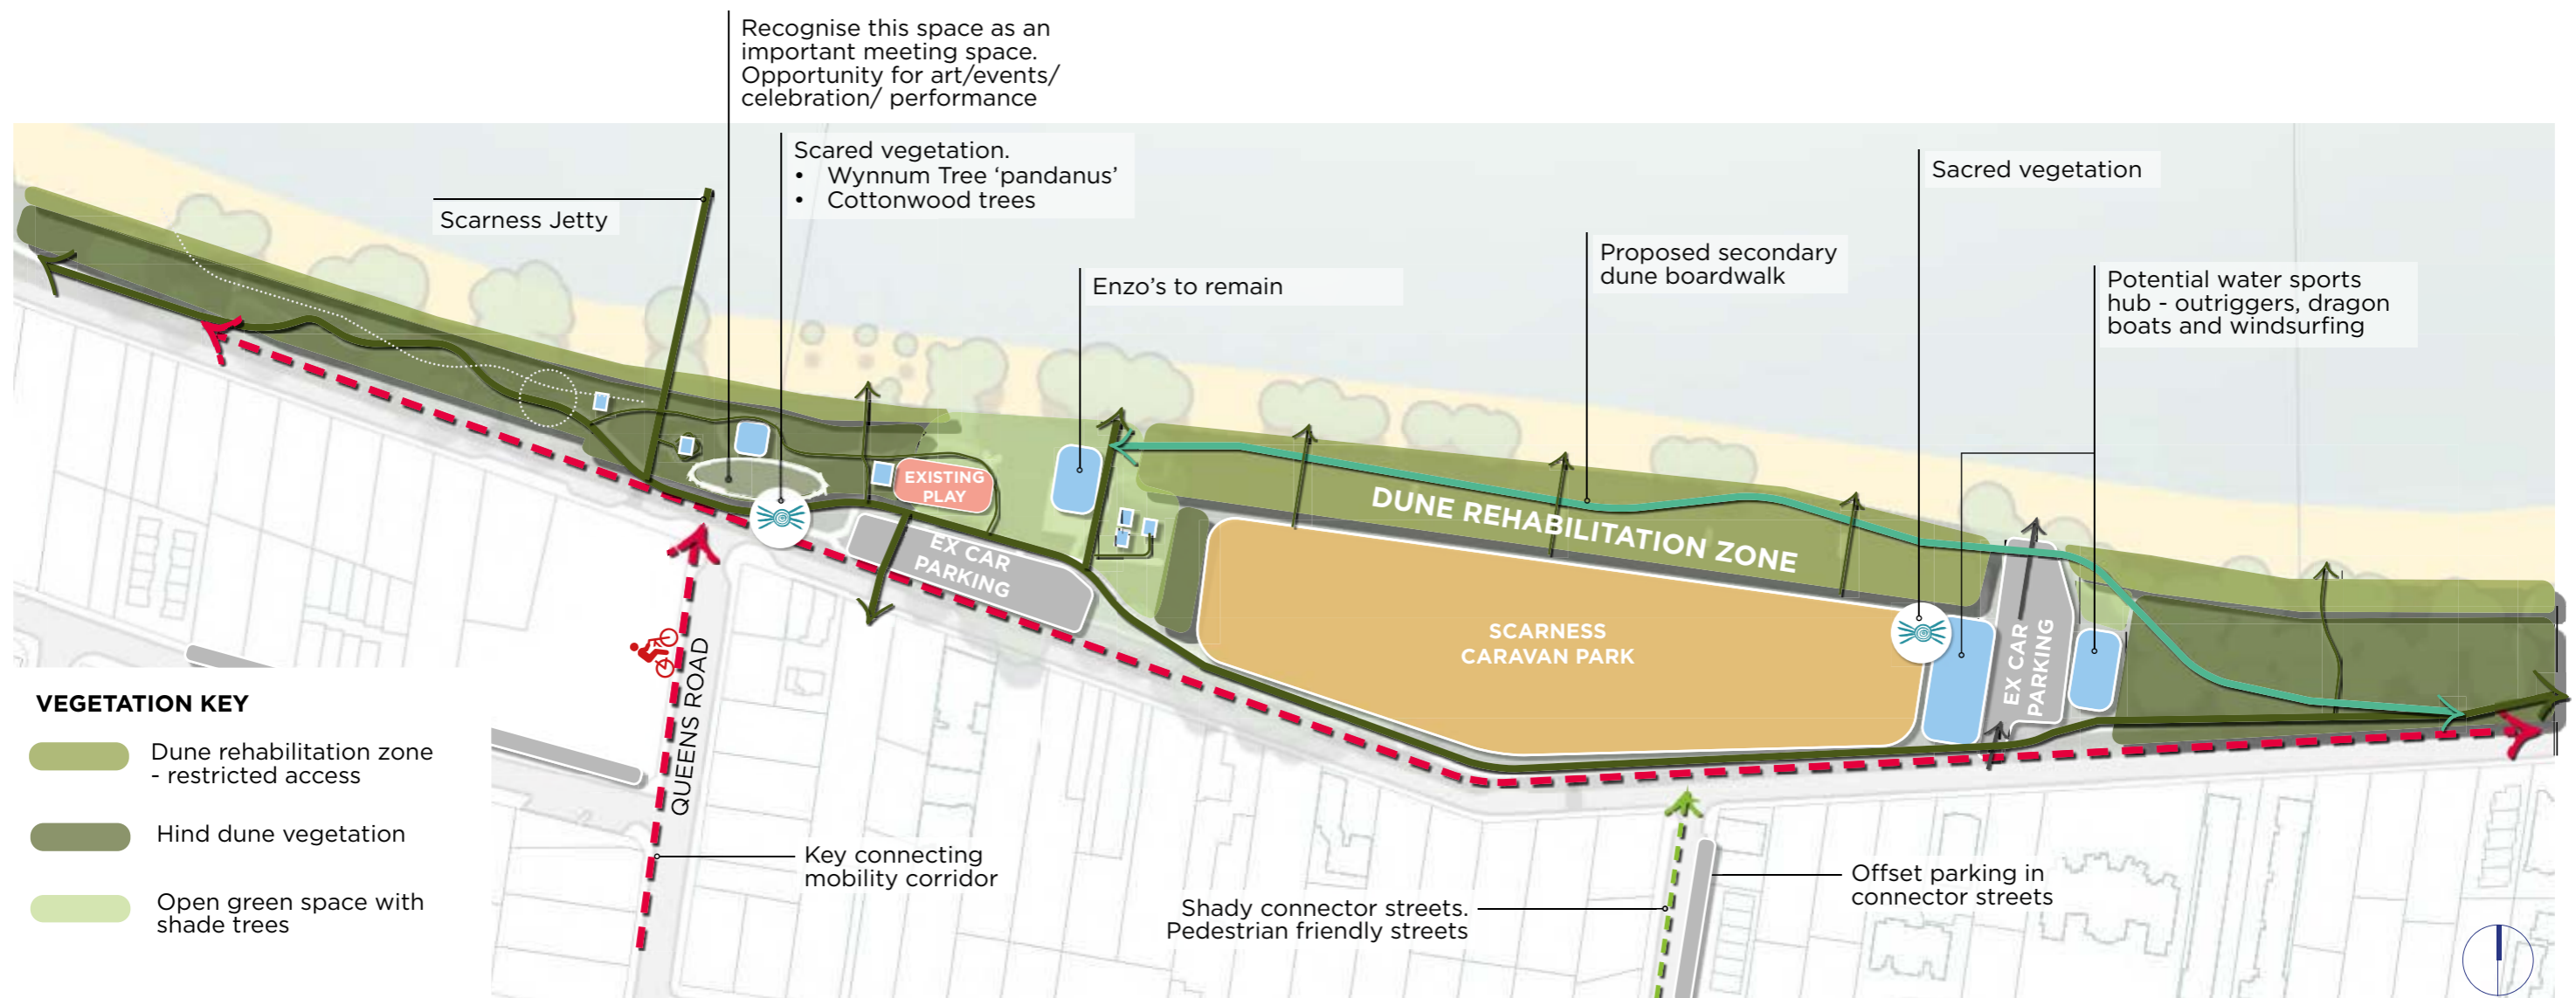 Recognise this space as an
important meeting space.
Opportunity for art/events/
celebration/ performance
Scared vegetation.
• Wynnum Tree ‘pandanus’
• Cottonwood trees
Scarness Jetty
Enzo’s to remain
Proposed secondary
dune boardwalk
Sacred vegetation
Potential water sports
hub - outriggers, dragon
boats and windsurfing
EXISTING
PLAY
EX CAR
PARKING
DUNE REHABILITATION ZONE
SCARNESS
CARAVAN PARK
EX CAR
PARKING
QUEENS ROAD
VEGETATION KEY
Dune rehabilitation zone
- restricted access
Hind dune vegetation
Open green space with
shade trees
Key connecting
mobility corridor
Shady connector streets.
Pedestrian friendly streets
Offset parking in
connector streets